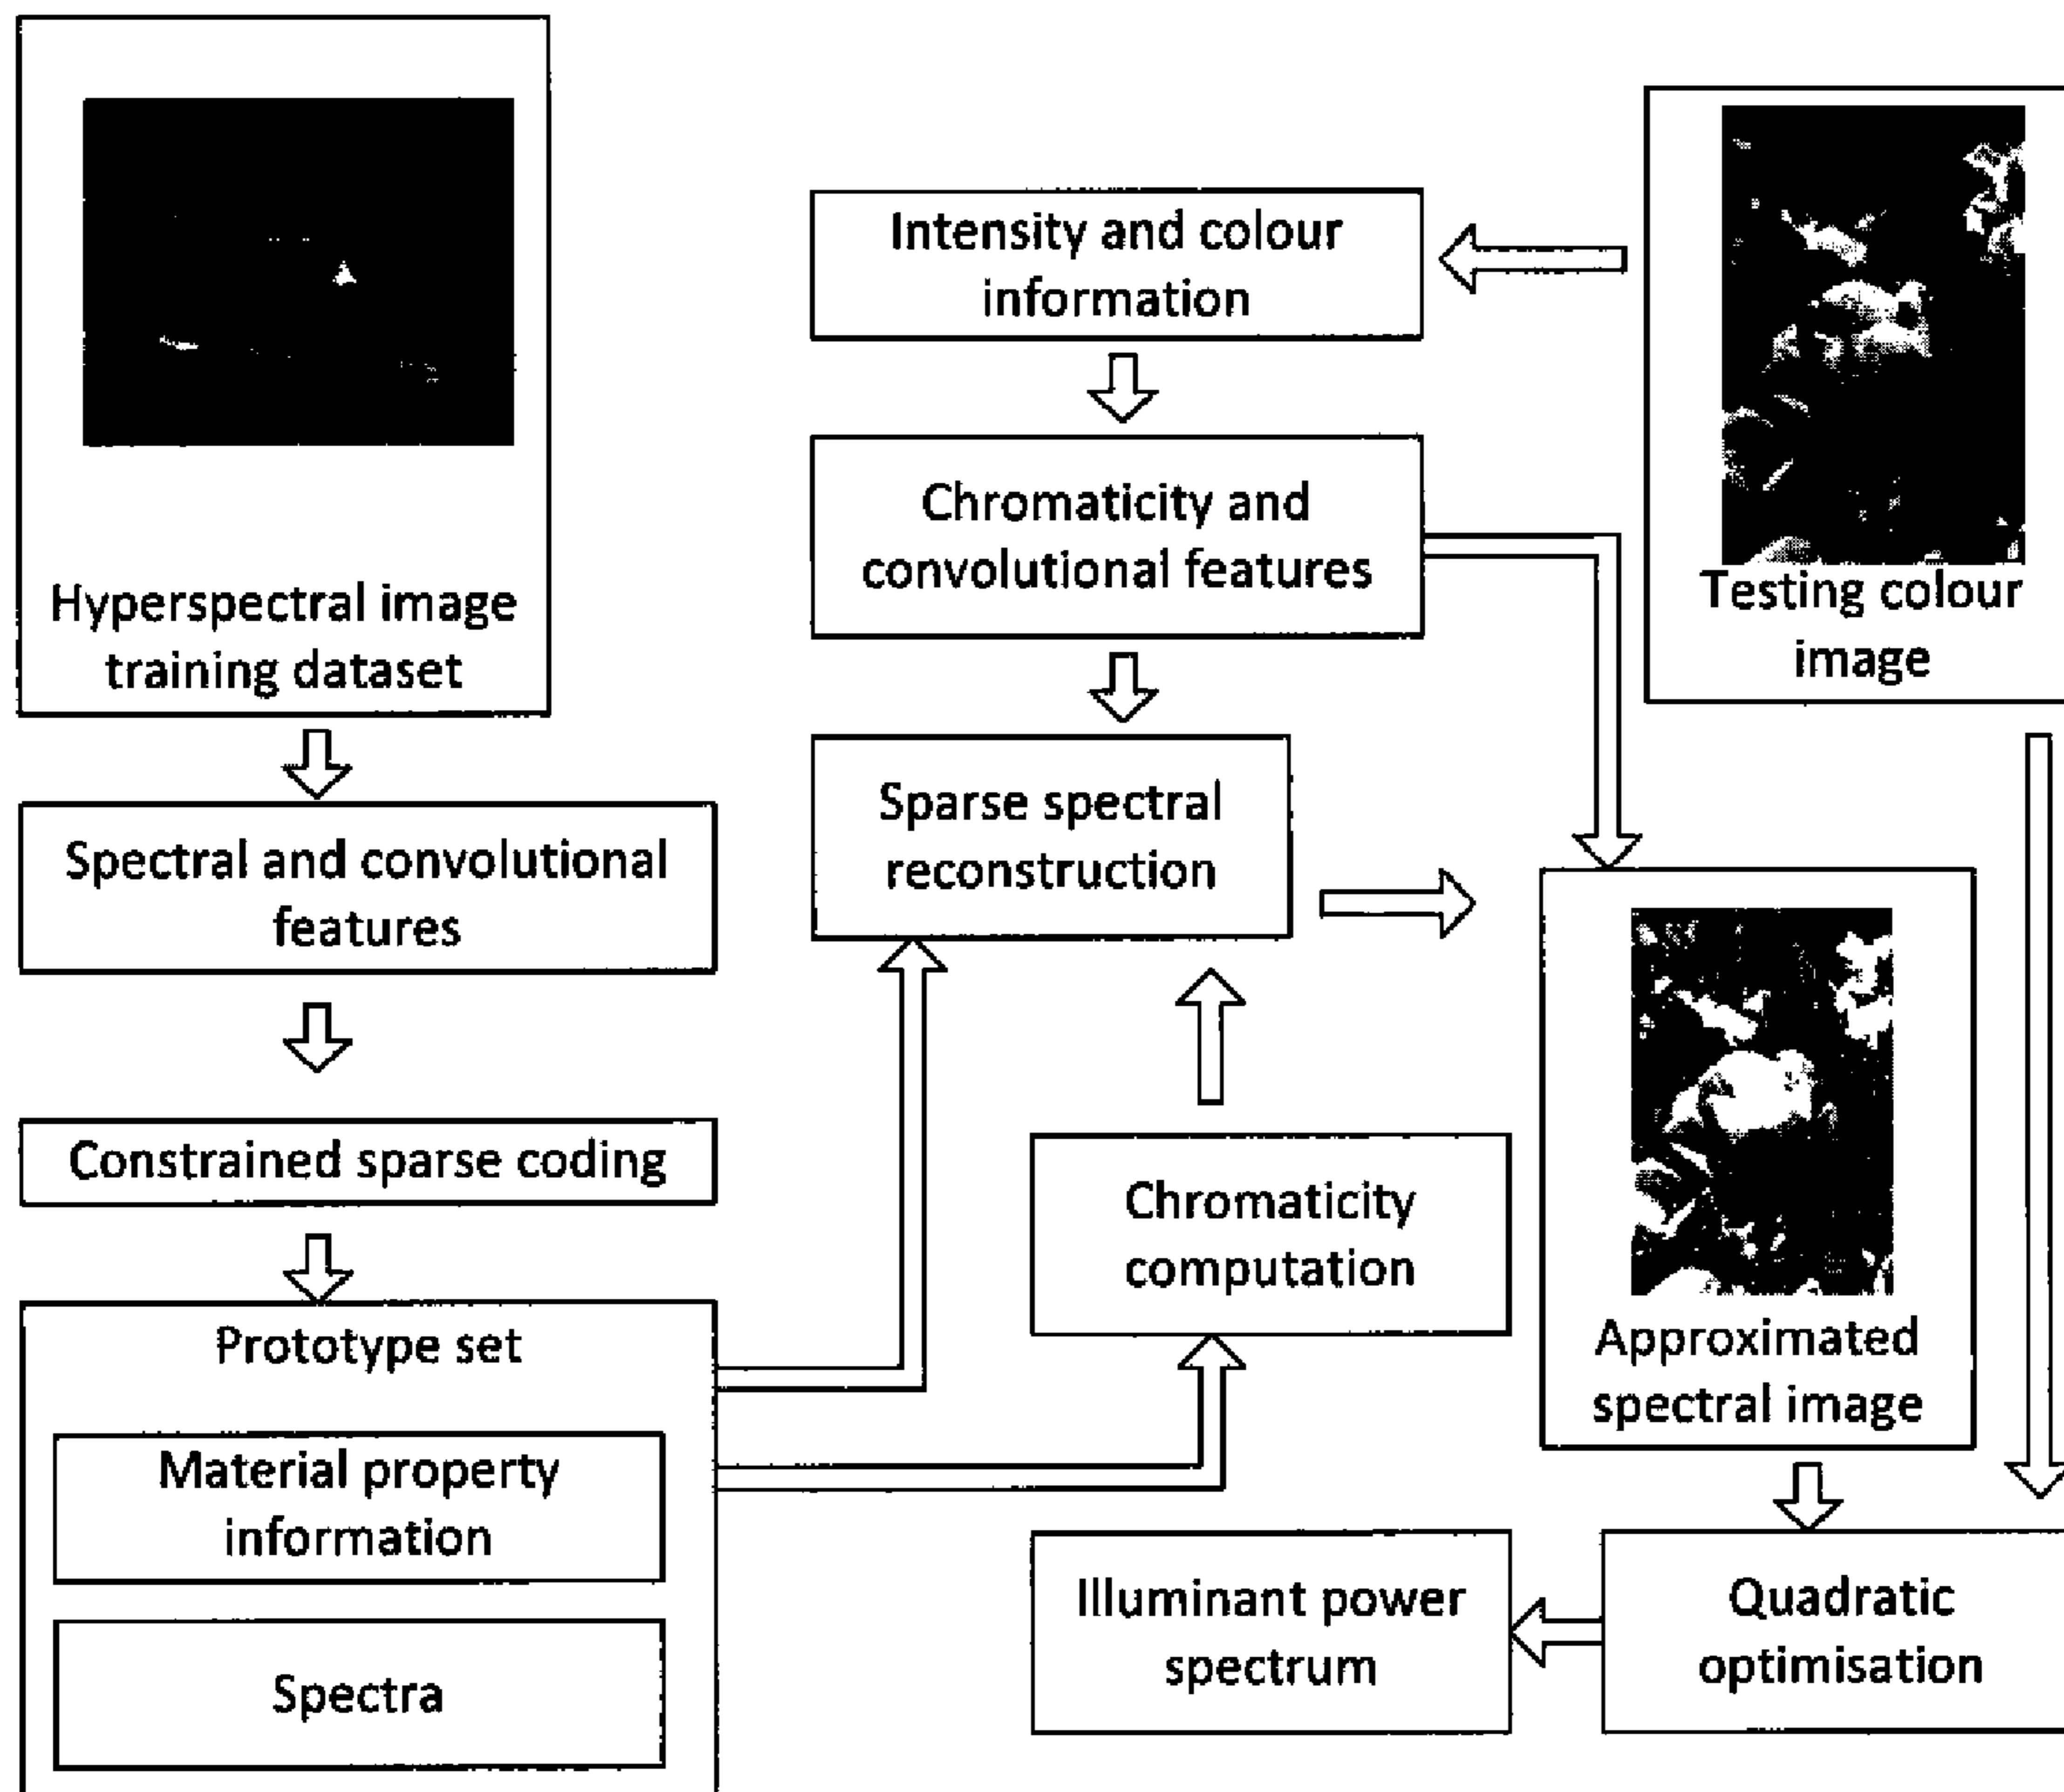 Hyperspectral image
training dataset
Spectral and convolutional
features
Constrained sparse coding
Prototype set
Material property
information
Spectra
Intensity and colour
information
Chromaticity and
convolutional features
Sparse spectral
reconstruction
Chromaticity
computation
Illuminant power
spectrum
Testing colour
image
Approximated
spectral image
Quadratic
optimisation